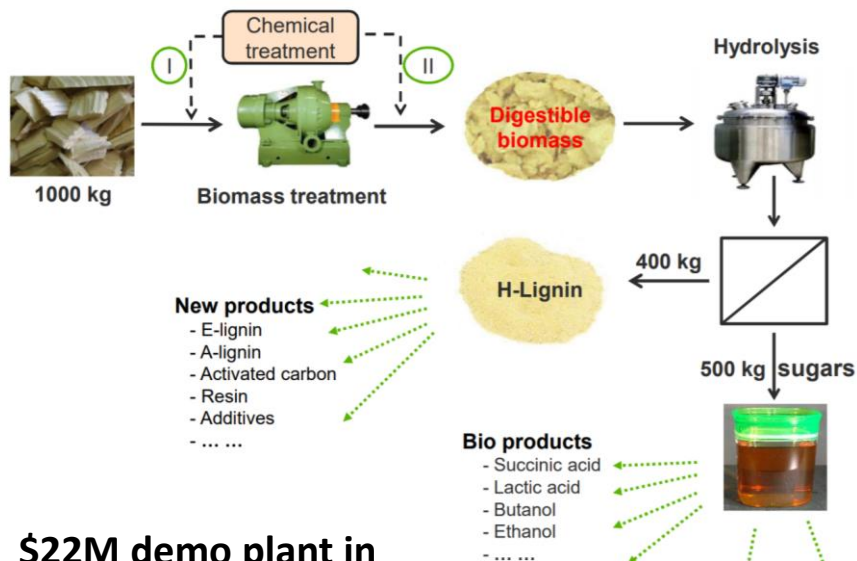 Chemical
treatment
I
II
Hydrolysis
Digestible
biomass
1000 kg
Biomass treatment
400 kg
H-Lignin
New products
- E-lignin
- A-lignin
- Activated carbon
- Resin
- Additives
- ... ...
500 kg sugars
Bio products
- Succinic acid
- Lactic acid
- Butanol
- Ethanol
- ... ...
$22M demo plant in